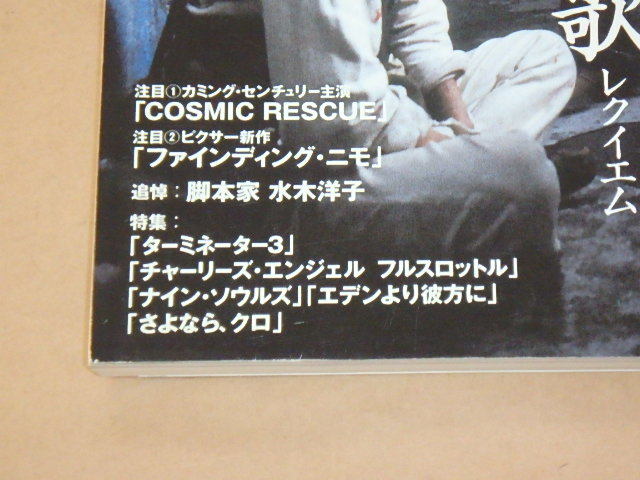 歌
レクイエム
注目①カミング・センチュリー主演
「COSMIC RESCUE」
注目②ピクサー新作
「ファインディング・ニモ」
追悼：脚本家 水木洋子
特集：
「ターミネーター3」
「チャーリーズ・エンジェル フルスロットル」
「ナイン・ソウルズ」「エデンより彼方に」
「さよなら、クロ」